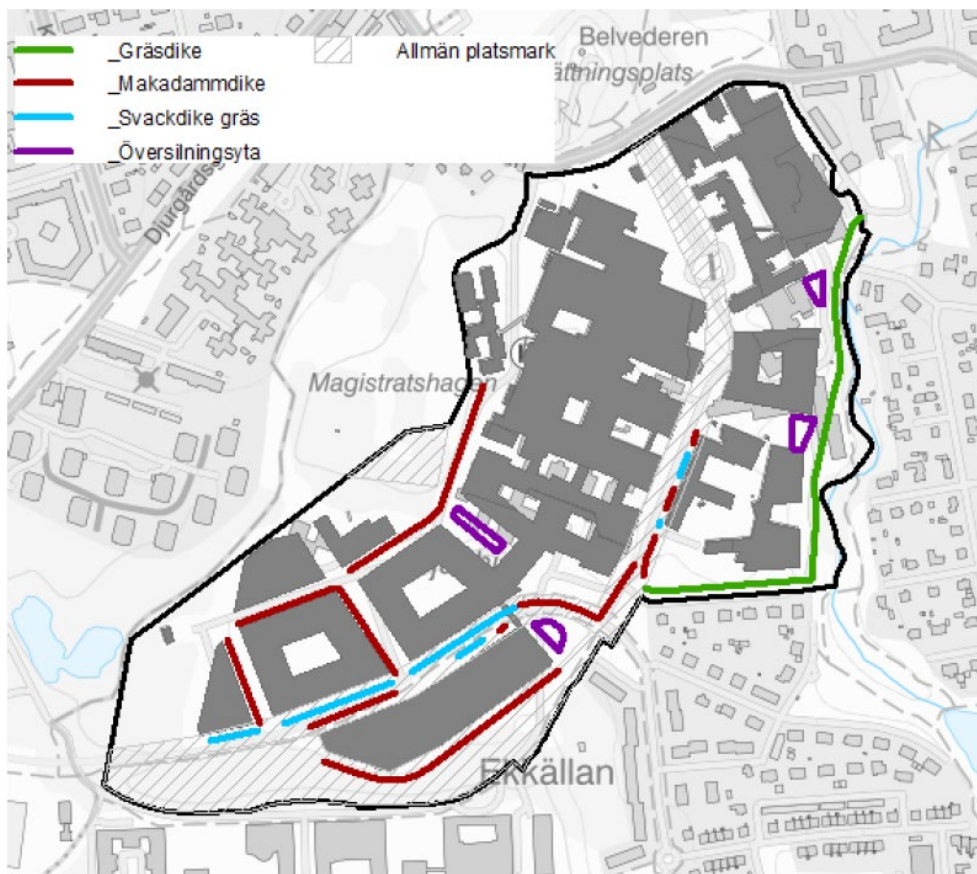 _Gräsdike
Allmän platsmark
_Makadammdike
_Svackdike gräs
_Översilningsyta
Belvederen
ättningsplats
Djurgårdsg
Magistratshagen
Ekkällan